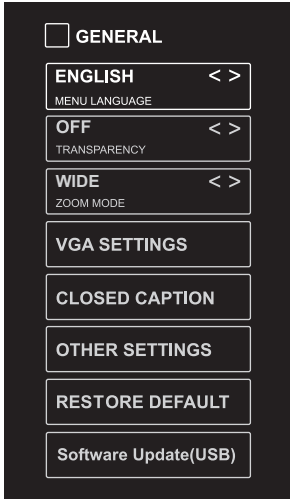 GENERAL
ENGLISH < >
MENU LANGUAGE
OFF < >
TRANSPARENCY
WIDE < >
ZOOM MODE
VGA SETTINGS
CLOSED CAPTION
OTHER SETTINGS
RESTORE DEFAULT
Software Update(USB)